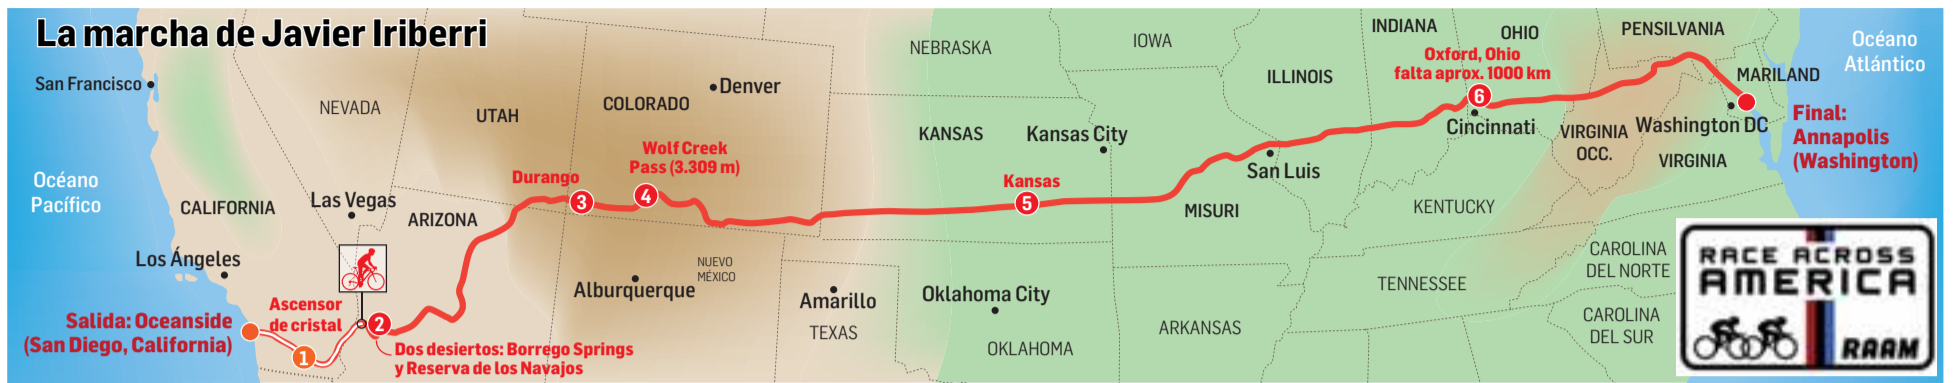 La marcha de Javier Iriberri
San Francisco
Océano
Pacífico
CALIFORNIA
NEVADA
Las Vegas
Los Ángeles
Salida: Oceanside
(San Diego, California)
Ascensor
de cristal
1
2
Dos desiertos: Borrego Springs
y Reserva de los Navajos
ARIZONA
UTAH
COLORADO
Denver
Durango
3
Wolf Creek
Pass (3.309 m)
4
Alburquerque
NUEVO
MÉXICO
Amarillo
TEXAS
NEBRASKA
KANSAS
Kansas City
Kansas
5
Oklahoma City
OKLAHOMA
IOWA
MISURI
ARKANSAS
ILLINOIS
San Luis
INDIANA
OHIO
Oxford, Ohio
falta aprox. 1000 km
6
Cincinnati
KENTUCKY
TENNESSEE
PENSILVANIA
VIRGINIA
OCC.
Washington DC
VIRGINIA
MARILAND
CAROLINA
DEL NORTE
CAROLINA
DEL SUR
Océano
Atlántico
Final:
Annapolis
(Washington)
RACE ACROSS
AMERICA
RAAM